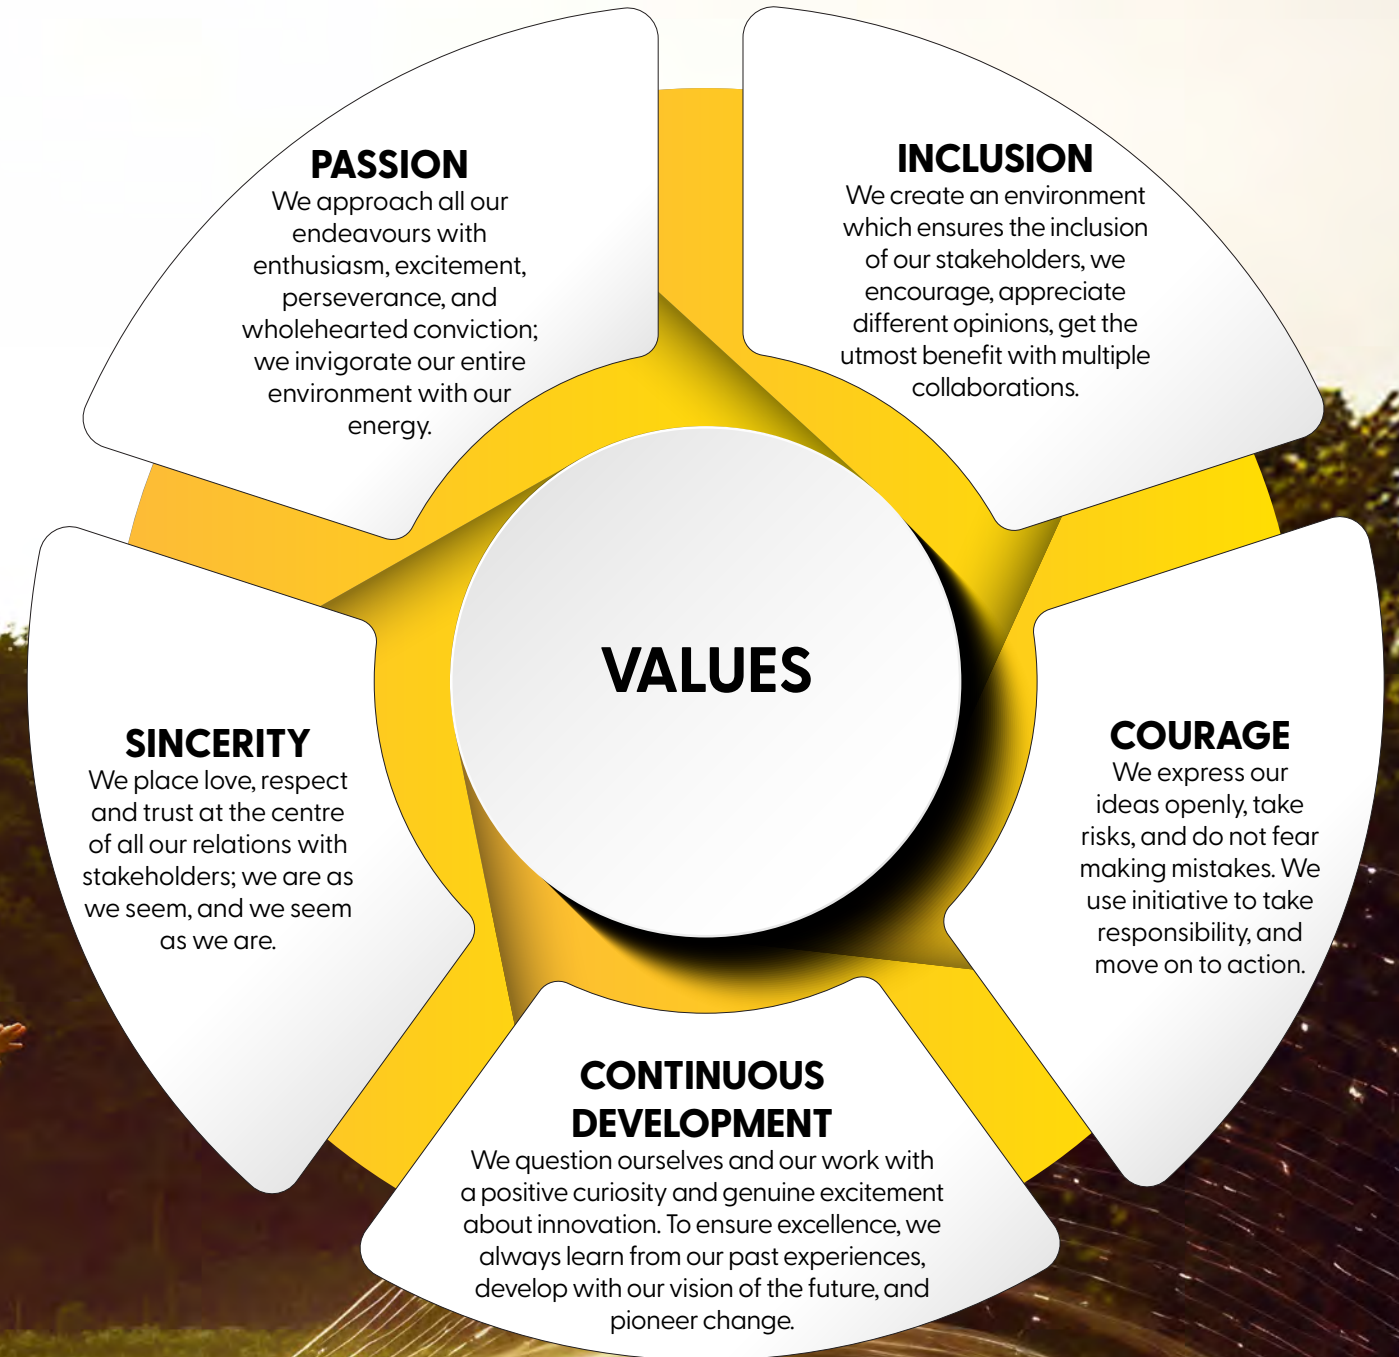 PASSION
We approach all our
endeavours with
enthusiasm, excitement,
perseverance, and
wholehearted conviction;
we invigorate our entire
environment with our
energy.
INCLUSION
We create an environment
which ensures the inclusion
of our stakeholders, we
encourage, appreciate
different opinions, get the
utmost benefit with multiple
collaborations.
VALUES
SINCERITY
We place love, respect
and trust at the centre
of all our relations with
stakeholders; we are as
we seem, and we seem
as we are.
COURAGE
We express our
ideas openly, take
risks, and do not fear
making mistakes. We
use initiative to take
responsibility, and
move on to action.
CONTINUOUS
DEVELOPMENT
We question ourselves and our work with
a positive curiosity and genuine excitement
about innovation. To ensure excellence, we
always learn from our past experiences,
develop with our vision of the future, and
pioneer change.